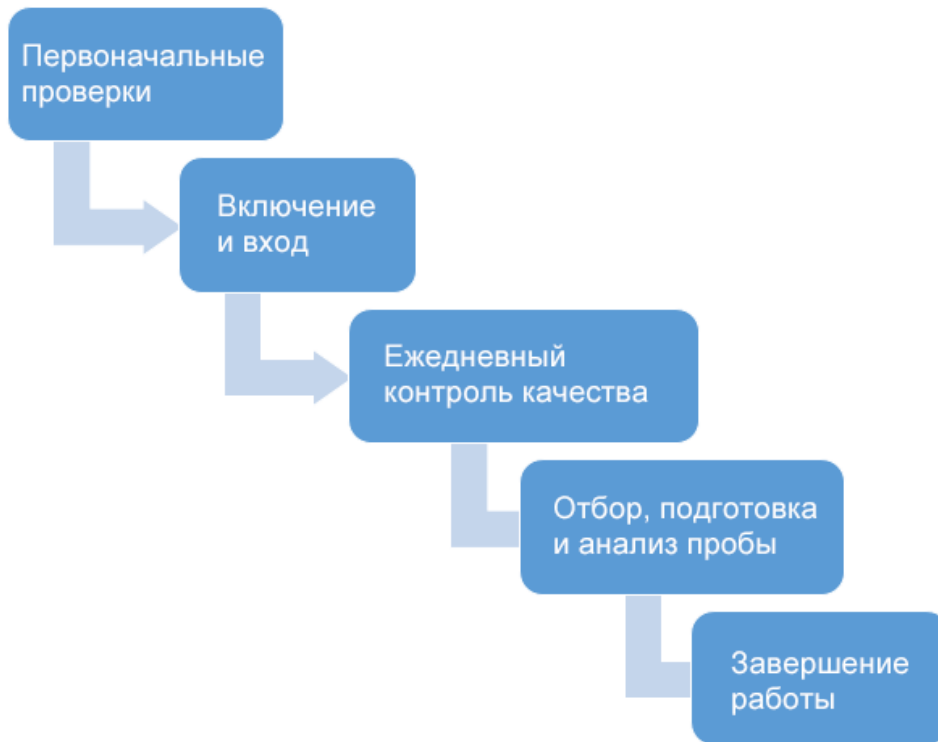 Первоначальные
проверки
Включение
и вход
Ежедневный
контроль качества
Отбор, подготовка
и анализ пробы
Завершение
работы